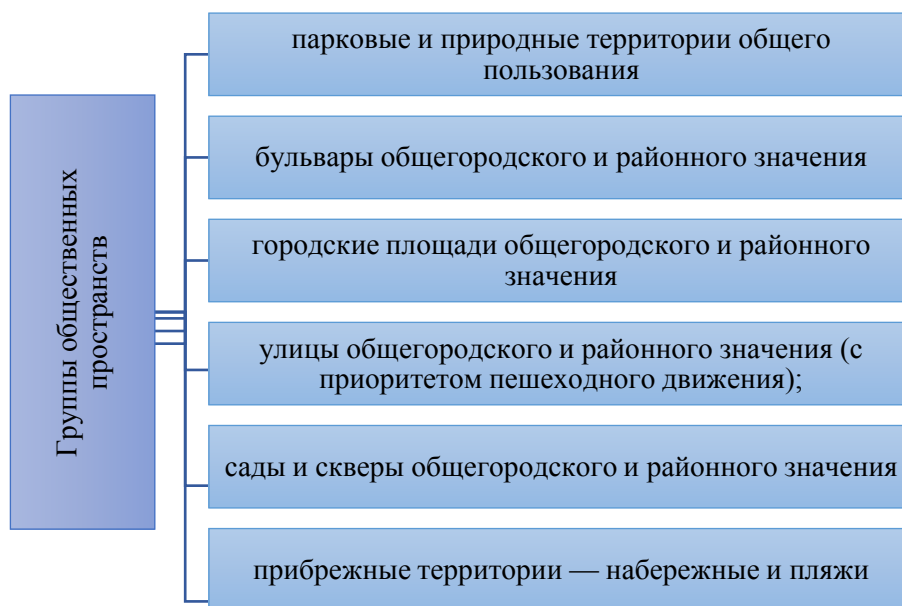 Группы общественных
пространств
парковые и природные территории общего
пользования
бульвары общегородского и районного значения
городские площади общегородского и районного
значения
улицы общегородского и районного значения (с
приоритетом пешеходного движения);
сады и скверы общегородского и районного значения
прибрежные территории — набережные и пляжи